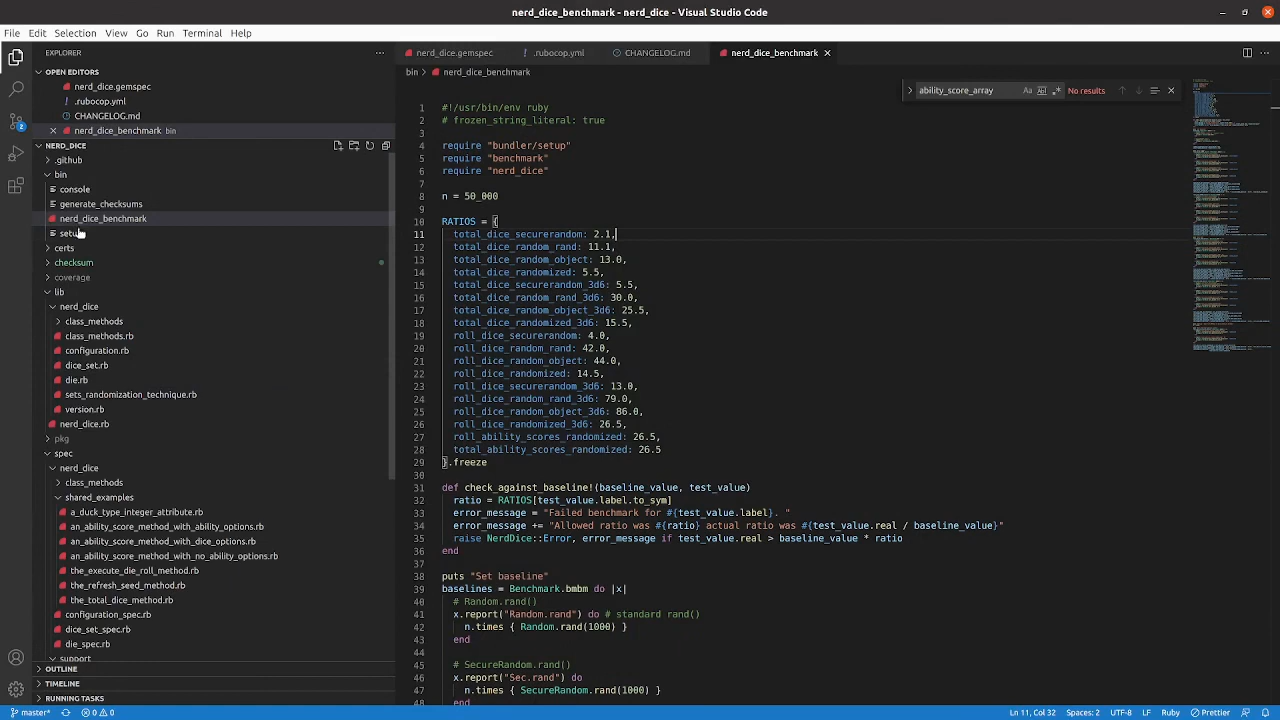 nerd_dice_benchmark - nerd_dice - Visual Studio Code
File Edit Selection View Go Run Terminal Help
EXPLORER
OPEN EDITORS
nerd_dice.gemspec
.rubocop.yml
CHANGELOG.md
nerd_dice_benchmark bin
NERD_DICE
.github
bin
console
generate_checksums
nerd_dice_benchmark
setup
certs
checksum
coverage
lib
nerd_dice
class_methods
class_methods.rb
configuration.rb
dice_set.rb
die.rb
sets_randomization_technique.rb
version.rb
nerd_dice.rb
pkg
spec
nerd_dice
class_methods
shared_examples
a_duck_type_integer_attribute.rb
an_ability_score_method_with_ability_options.rb
an_ability_score_method_with_dice_options.rb
an_ability_score_method_with_no_ability_options.rb
the_execute_die_roll_method.rb
the_refresh_seed_method.rb
the_total_dice_method.rb
configuration_spec.rb
dice_set_spec.rb
die_spec.rb
support
OUTLINE
TIMELINE
RUNNING TASKS
2
nerd_dice.gemspec .rubocop.yml CHANGELOG.md nerd_dice_benchmark
bin > nerd_dice_benchmark
ability_score_array Aa Ab No results
1 #!/usr/bin/env ruby
2 # frozen_string_literal: true
3
4 require "bundler/setup"
5 require "benchmark"
6 require "nerd_dice"
7
8 n = 50_000
9
10 RATIOS = {
11 total_dice_securerandom: 2.1,
12 total_dice_random_rand: 11.1,
13 total_dice_random_object: 13.0,
14 total_dice_randomized: 5.5,
15 total_dice_securerandom_3d6: 3.5,
16 total_dice_random_rand_3d6: 30.0,
17 total_dice_random_object_3d6: 25.5,
18 total_dice_randomized_3d6: 15.5,
19 roll_dice_securerandom: 4.0,
20 roll_dice_random_rand: 42.0,
21 roll_dice_random_object: 44.0,
22 roll_dice_randomized: 14.5,
23 roll_dice_securerandom_3d6: 13.0,
24 roll_dice_random_rand_3d6: 79.0,
25 roll_dice_random_object_3d6: 86.0,
26 roll_dice_randomized_3d6: 26.5,
27 roll_ability_scores_randomized: 26.5,
28 total_ability_scores_randomized: 26.5
29 }.freeze
30
31 def check_against_baseline!(baseline_value, test_value)
32 ratio = RATIOS[test_value.label.to_sym]
33 error_message = "Failed benchmark for #{test_value.label}. "
34 error_message += "Allowed ratio was #{ratio} actual ratio was #{test_value.real / baseline_value}"
35 raise NerdDice::Error, error_message if test_value.real > baseline_value * ratio
36 end
37
38 puts "Set baseline"
39 baselines = Benchmark.bmbm do |x|
40 # Random.rand()
41 x.report("Random.rand") do # standard rand()
42 n.times { Random.rand(1000) }
43 end
44
45 # SecureRandom.rand()
46 x.report("Sec.rand") do
47 n.times { SecureRandom.rand(1000) }
48 end
master* 0 0 Ln 11, Col 32 Spaces: 2 UTF-8 LF Ruby Prettier